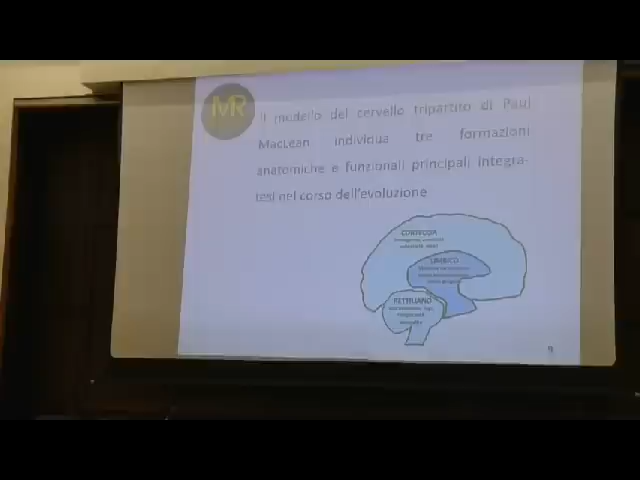 MR
Il modello del cervello tripartito di Paul
MacLean individua tre formazioni
anatomiche e funzionali principali integra-
tesi nel corso dell'evoluzione
CORTECCIA
LIMBICO
RETTILIANO
9